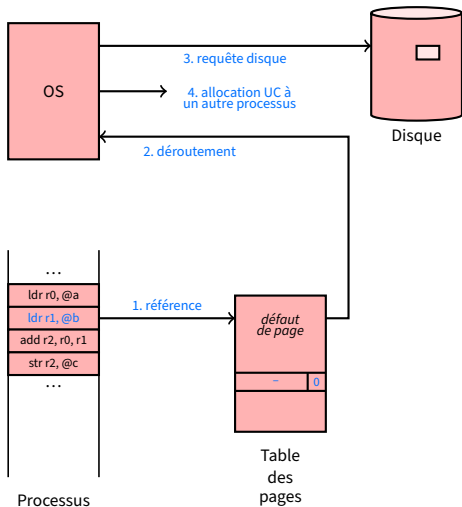 3. requête disque
OS
4. allocation UC à
un autre processus
Disque
2. déroutement
...
ldr r0, @a
1. référence
ldr r1, @b
défaut
de page
add r2, r0, r1
str r2, @c
...
– 0
Table
des
pages
Processus